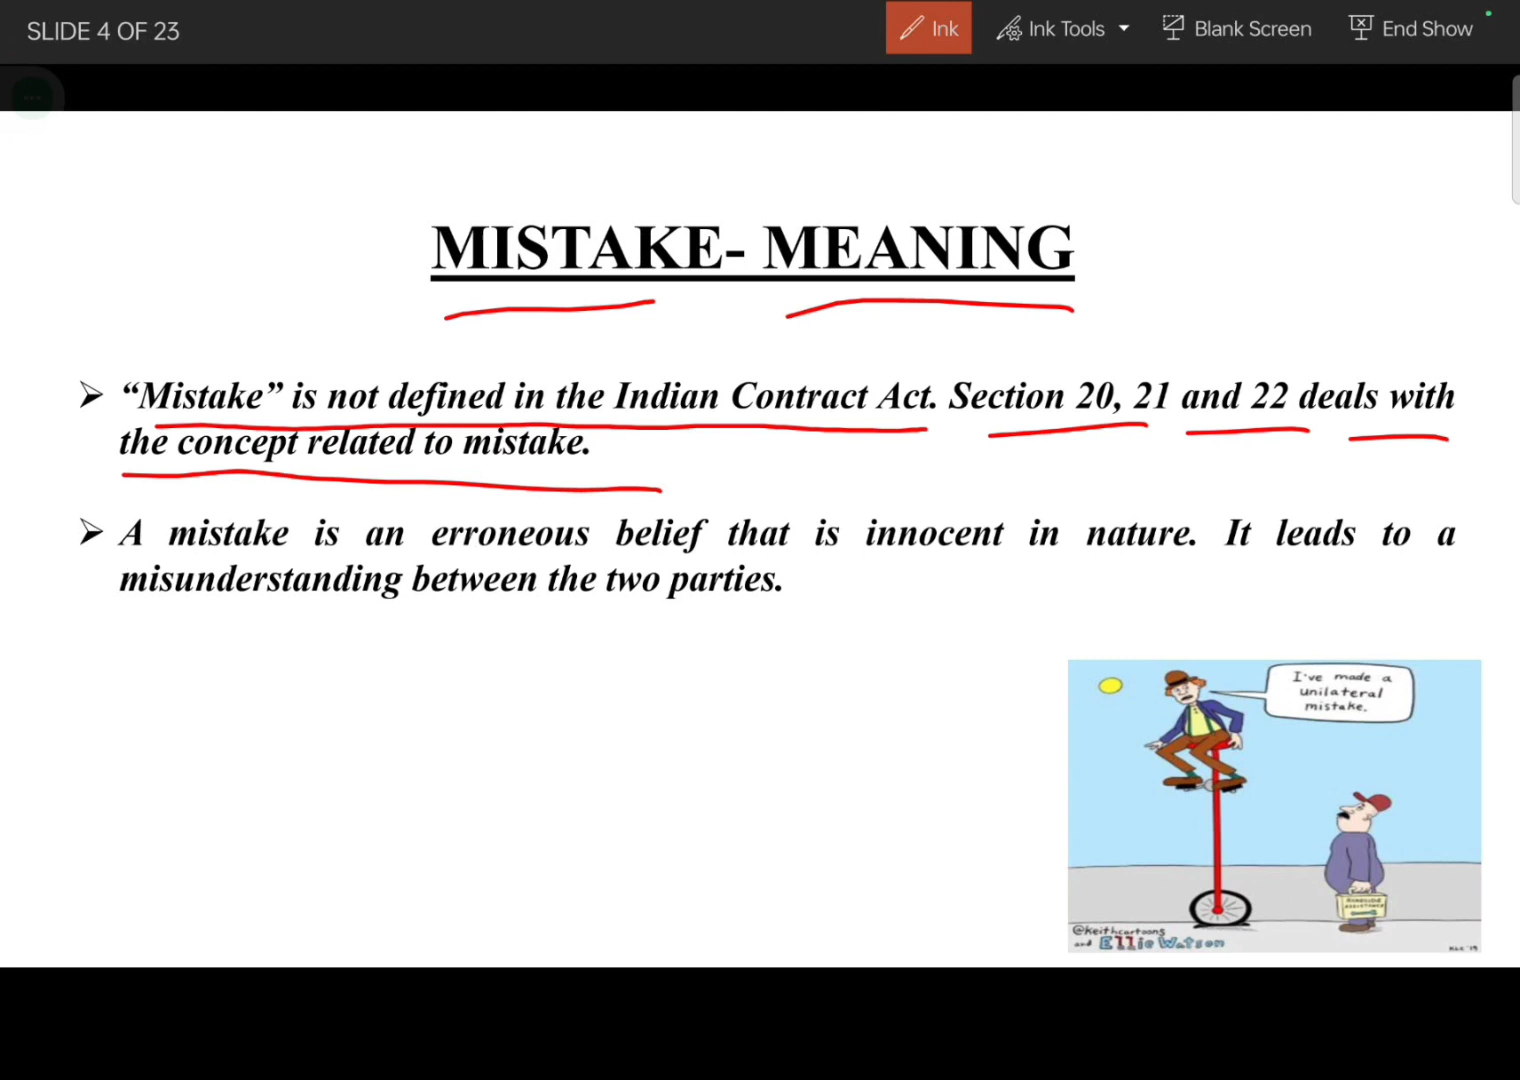 SLIDE 4 OF 23
Ink
Ink Tools
Blank Screen
End Show
MISTAKE- MEANING
➢ “Mistake” is not defined in the Indian Contract Act. Section 20, 21 and 22 deals with
the concept related to mistake.
➢ A mistake is an erroneous belief that is innocent in nature. It leads to a
misunderstanding between the two parties.
I've made a
unilateral
mistake.
ROADSIDE
ASSISTANCE
@keithcartoons
and Ellie Watson